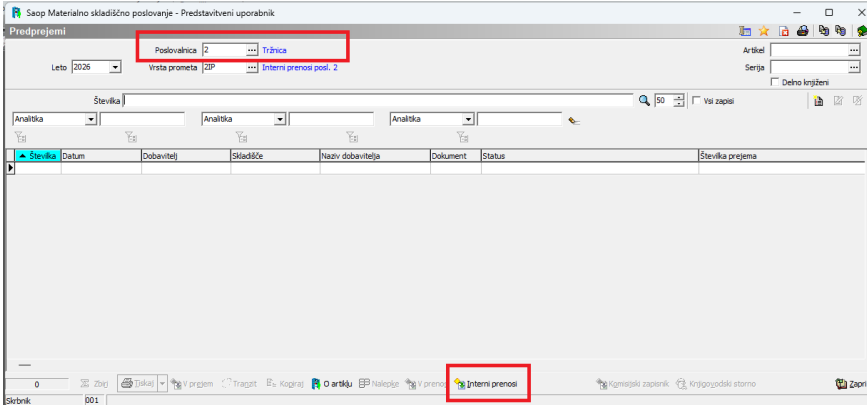 Saop Materialno skladiščno poslovanje - Predstavitveni uporabnik
Predprejemi
Poslovalnica 2 ... Tržnica Artikel ...
Leto 2026 Vrsta prometa 2IP ... Interni prenosi posl. 2 Serija ...
Delno knjiženi
Številka 50 Vsi zapisi
Analitika Analitika Analitika
Številka Datum Dobavitelj Skladišče Naziv dobavitelja Dokument Status Številka prejema
0 Zbiri Tiskaj V prejem Tranzit Kopiraj O artiklu Nalepke V prenos Interni prenosi Komisijski zapisnik Knjigovodski storno Zapri
Skrbnik 001